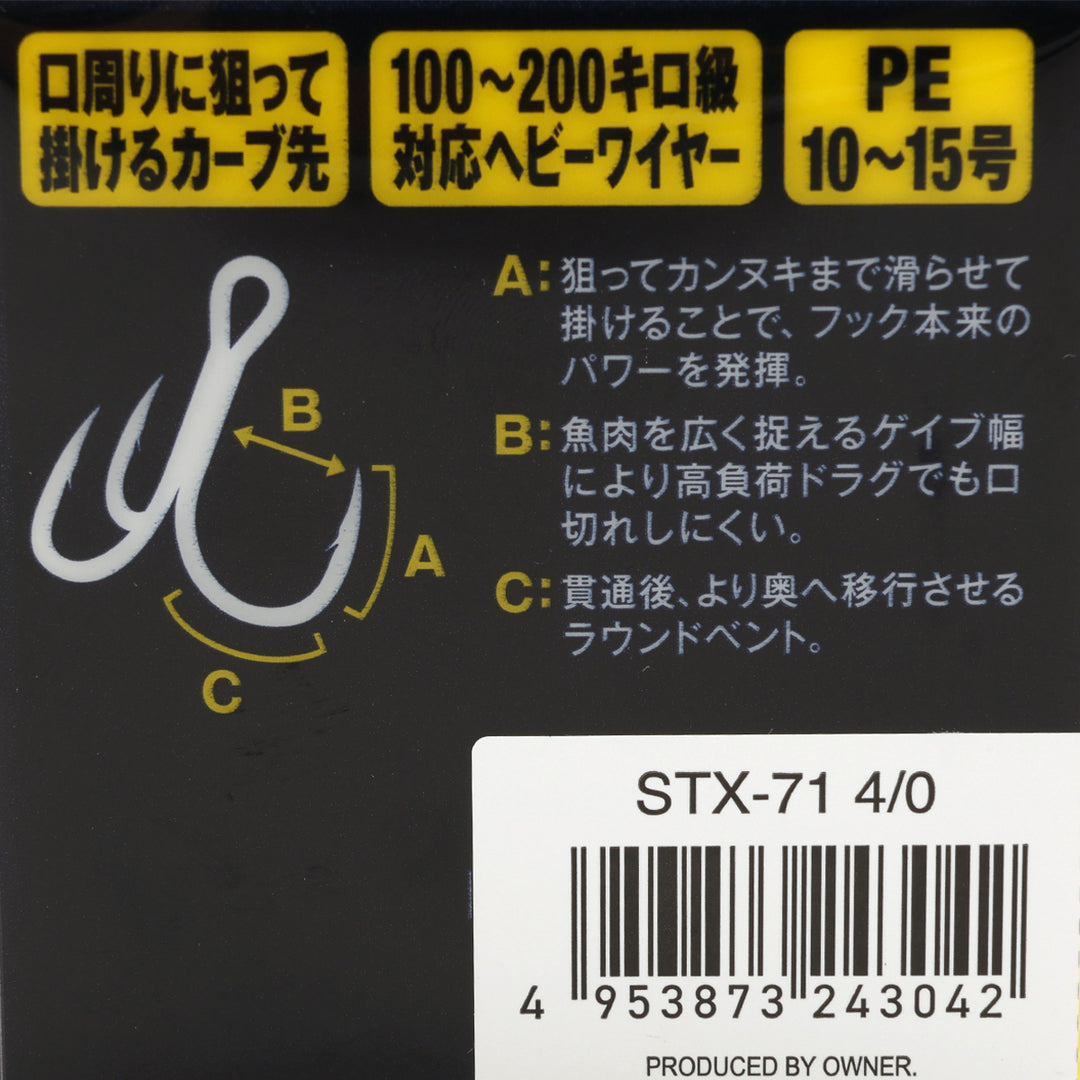 口周りに狙って
掛けるカーブ先
100～200キロ級
対応ヘビーワイヤー
PE
10～15号
A:狙ってカンヌキまで滑らせて
掛けることで、フック本来の
パワーを発揮。
B:魚肉を広く捉えるゲイブ幅
により高負荷ドラグでも口
切れしにくい。
C:貫通後、より奥へ移行させる
ラウンドベント。
B
A
C
STX-71 4/0
4 953873 243042
PRODUCED BY OWNER.